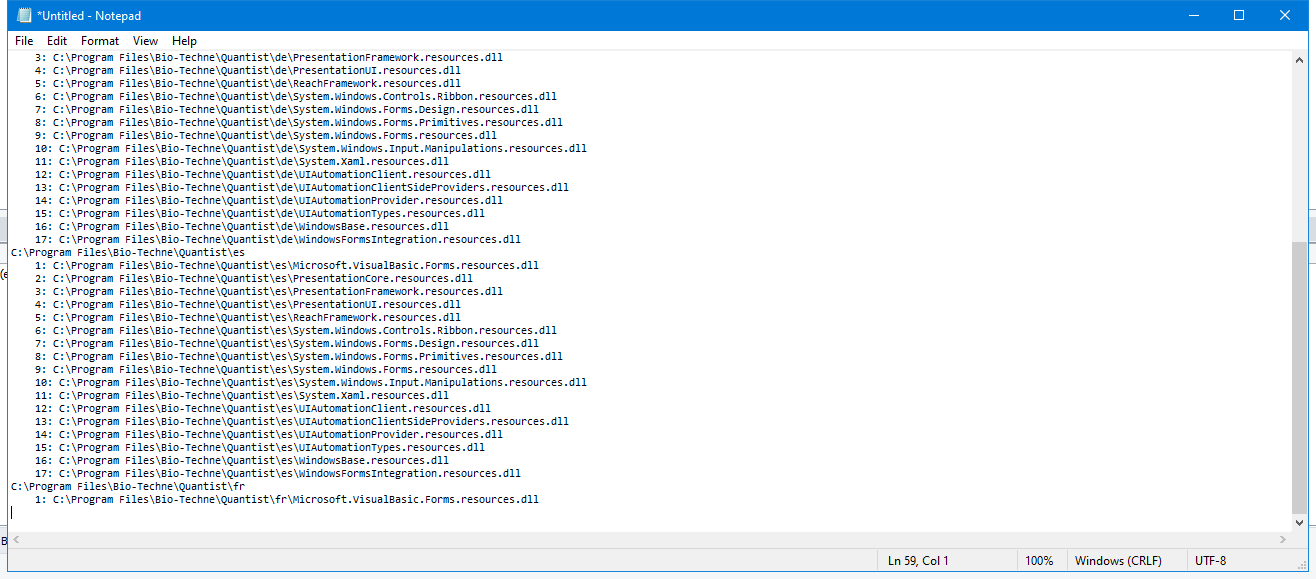 *Untitled - Notepad
File Edit Format View Help
3: C:\Program Files\Bio-Techne\Quantist\de\PresentationFramework.resources.dll
4: C:\Program Files\Bio-Techne\Quantist\de\PresentationUI.resources.dll
5: C:\Program Files\Bio-Techne\Quantist\de\ReachFramework.resources.dll
6: C:\Program Files\Bio-Techne\Quantist\de\System.Windows.Controls.Ribbon.resources.dll
7: C:\Program Files\Bio-Techne\Quantist\de\System.Windows.Forms.Design.resources.dll
8: C:\Program Files\Bio-Techne\Quantist\de\System.Windows.Forms.Primitives.resources.dll
9: C:\Program Files\Bio-Techne\Quantist\de\System.Windows.Forms.resources.dll
10: C:\Program Files\Bio-Techne\Quantist\de\System.Windows.Input.Manipulations.resources.dll
11: C:\Program Files\Bio-Techne\Quantist\de\System.Xaml.resources.dll
12: C:\Program Files\Bio-Techne\Quantist\de\UIAutomationClient.resources.dll
13: C:\Program Files\Bio-Techne\Quantist\de\UIAutomationClientSideProviders.resources.dll
14: C:\Program Files\Bio-Techne\Quantist\de\UIAutomationProvider.resources.dll
15: C:\Program Files\Bio-Techne\Quantist\de\UIAutomationTypes.resources.dll
16: C:\Program Files\Bio-Techne\Quantist\de\WindowsBase.resources.dll
17: C:\Program Files\Bio-Techne\Quantist\de\WindowsFormsIntegration.resources.dll
C:\Program Files\Bio-Techne\Quantist\es
1: C:\Program Files\Bio-Techne\Quantist\es\Microsoft.VisualBasic.Forms.resources.dll
2: C:\Program Files\Bio-Techne\Quantist\es\PresentationCore.resources.dll
3: C:\Program Files\Bio-Techne\Quantist\es\PresentationFramework.resources.dll
4: C:\Program Files\Bio-Techne\Quantist\es\PresentationUI.resources.dll
5: C:\Program Files\Bio-Techne\Quantist\es\ReachFramework.resources.dll
6: C:\Program Files\Bio-Techne\Quantist\es\System.Windows.Controls.Ribbon.resources.dll
7: C:\Program Files\Bio-Techne\Quantist\es\System.Windows.Forms.Design.resources.dll
8: C:\Program Files\Bio-Techne\Quantist\es\System.Windows.Forms.Primitives.resources.dll
9: C:\Program Files\Bio-Techne\Quantist\es\System.Windows.Forms.resources.dll
10: C:\Program Files\Bio-Techne\Quantist\es\System.Windows.Input.Manipulations.resources.dll
11: C:\Program Files\Bio-Techne\Quantist\es\System.Xaml.resources.dll
12: C:\Program Files\Bio-Techne\Quantist\es\UIAutomationClient.resources.dll
13: C:\Program Files\Bio-Techne\Quantist\es\UIAutomationClientSideProviders.resources.dll
14: C:\Program Files\Bio-Techne\Quantist\es\UIAutomationProvider.resources.dll
15: C:\Program Files\Bio-Techne\Quantist\es\UIAutomationTypes.resources.dll
16: C:\Program Files\Bio-Techne\Quantist\es\WindowsBase.resources.dll
17: C:\Program Files\Bio-Techne\Quantist\es\WindowsFormsIntegration.resources.dll
C:\Program Files\Bio-Techne\Quantist\fr
1: C:\Program Files\Bio-Techne\Quantist\fr\Microsoft.VisualBasic.Forms.resources.dll
Ln 59, Col 1 100% Windows (CRLF) UTF-8